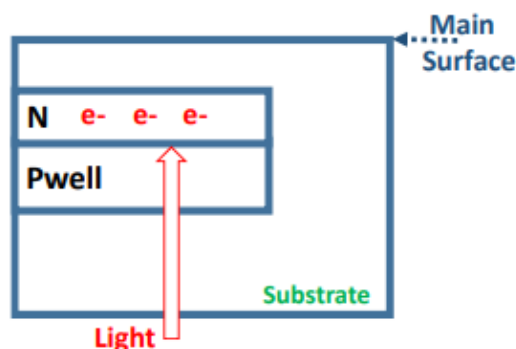 Main
Surface
N e- e- e-
Pwell
Substrate
Light